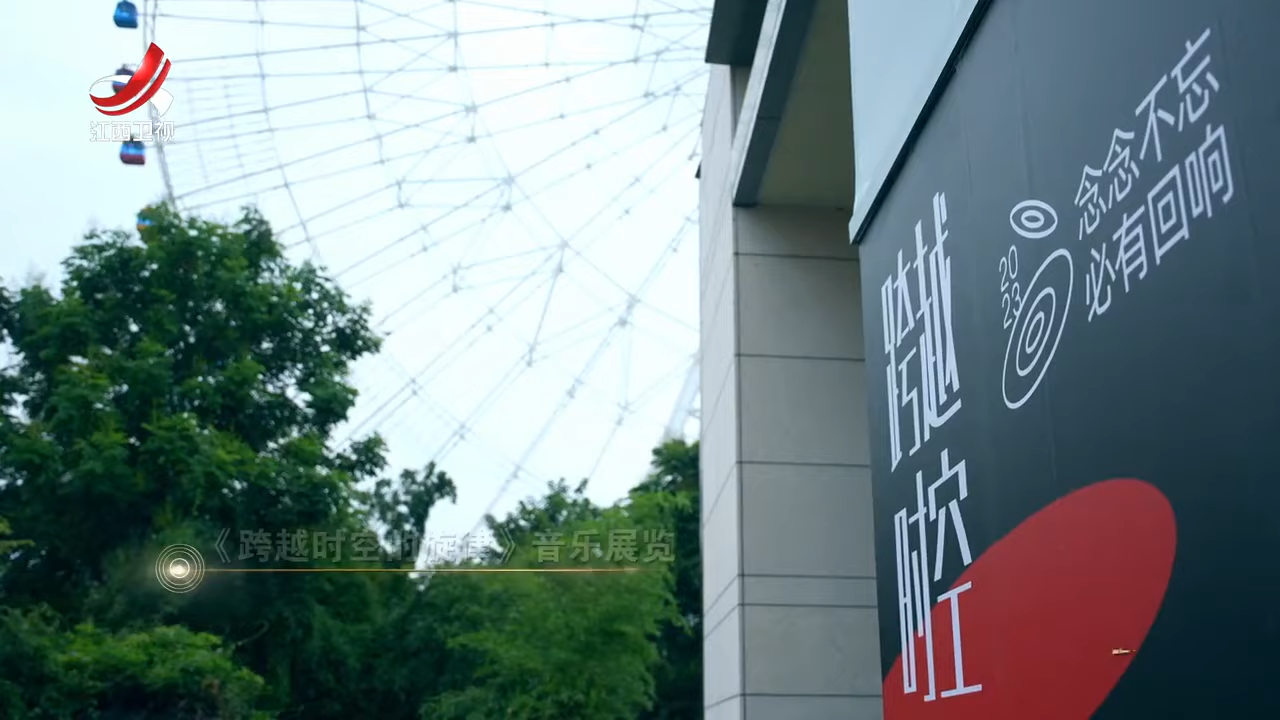 江西卫视
念念不忘
必有回响
2023
跨越
时空
《跨越时空的旋律》音乐展览